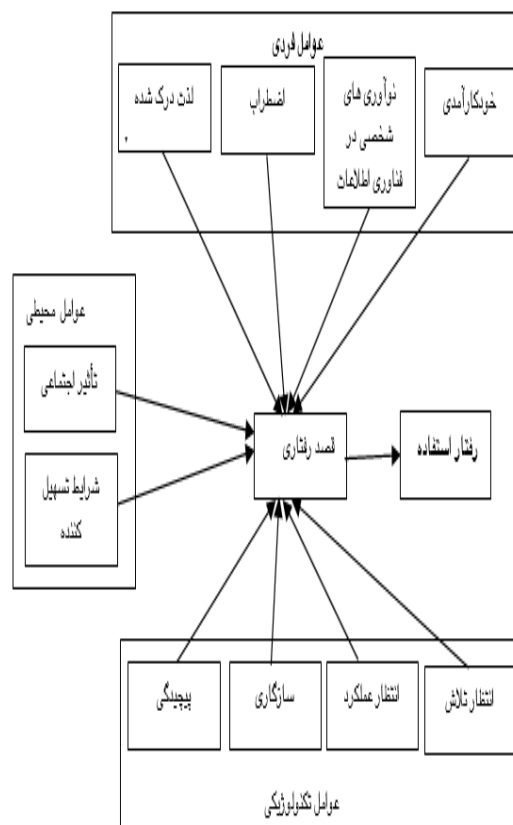 عوامل فردی
خودکارآمدی
نوآوری های
شخصی در
فناوری اطلاعات
اضطراب
لذت درک شده
.
عوامل محیطی
تأثیر اجتماعی
شرایط تسهیل
کننده
قصد رفتاری
رفتار استفاده
انتظار تلاش
انتظار عملکرد
سازگاری
پیچیدگی
عوامل تکنولوژیکی